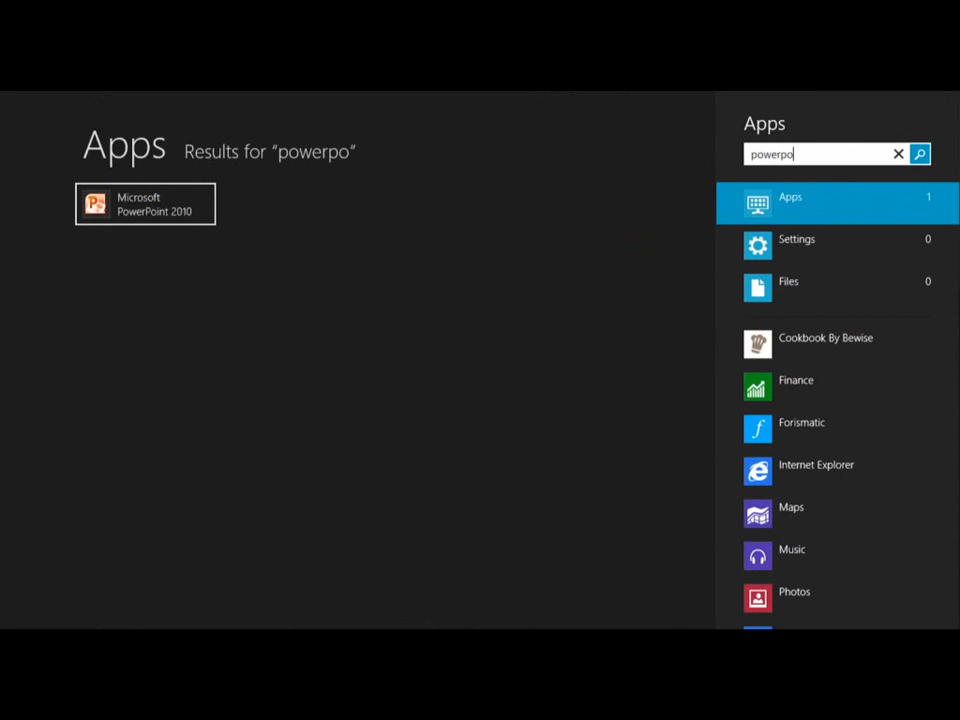 Apps Results for “powerpo”
Microsoft
PowerPoint 2010
Apps
powerpo
Apps 1
Settings 0
Files 0
Cookbook By Bewise
Finance
Forismatic
Internet Explorer
Maps
Music
Photos